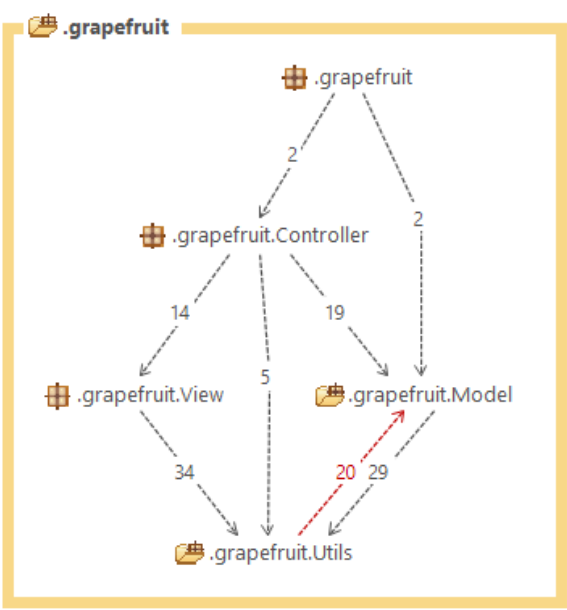 .grapefruit
.grapefruit
2
2
.grapefruit.Controller
14
19
5
.grapefruit.View
.grapefruit.Model
34
20
29
.grapefruit.Utils